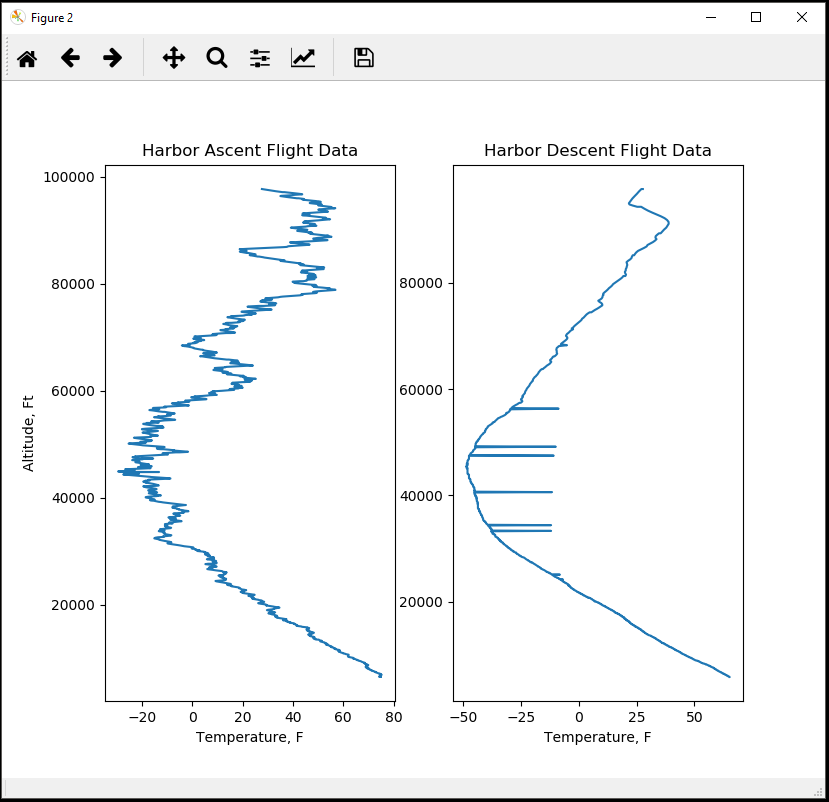 Figure 2
Harbor Ascent Flight Data
Harbor Descent Flight Data
100000
80000
60000
40000
20000
Altitude, Ft
−20 0 20 40 60 80
Temperature, F
80000
60000
40000
20000
−50 −25 0 25 50
Temperature, F